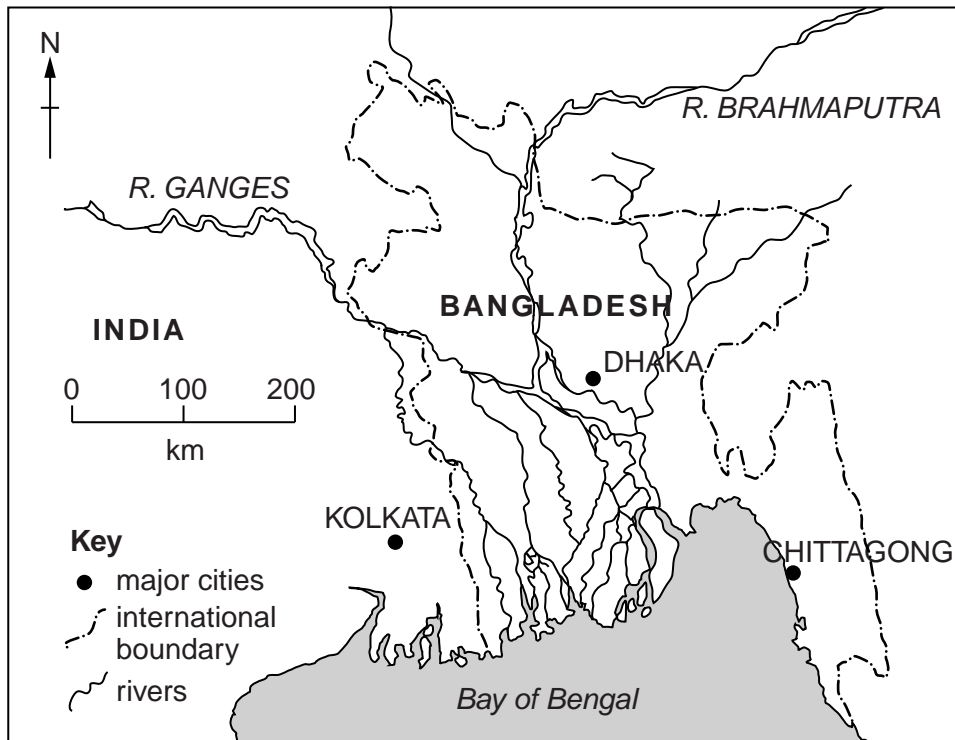 N
R. BRAHMAPUTRA
R. GANGES
BANGLADESH
INDIA
DHAKA
0 100 200
km
KOLKATA
Key
CHITTAGONG
major cities
international
boundary
rivers
Bay of Bengal